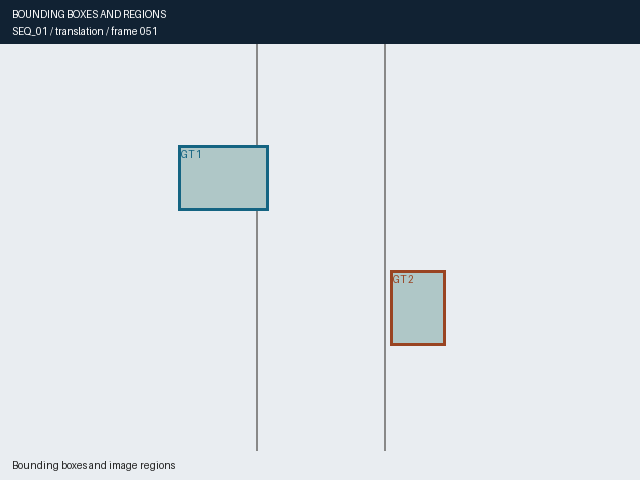 BOUNDING BOXES AND REGIONS
SEQ_01 / translation / frame 051
GT1
GT2
Bounding boxes and image regions